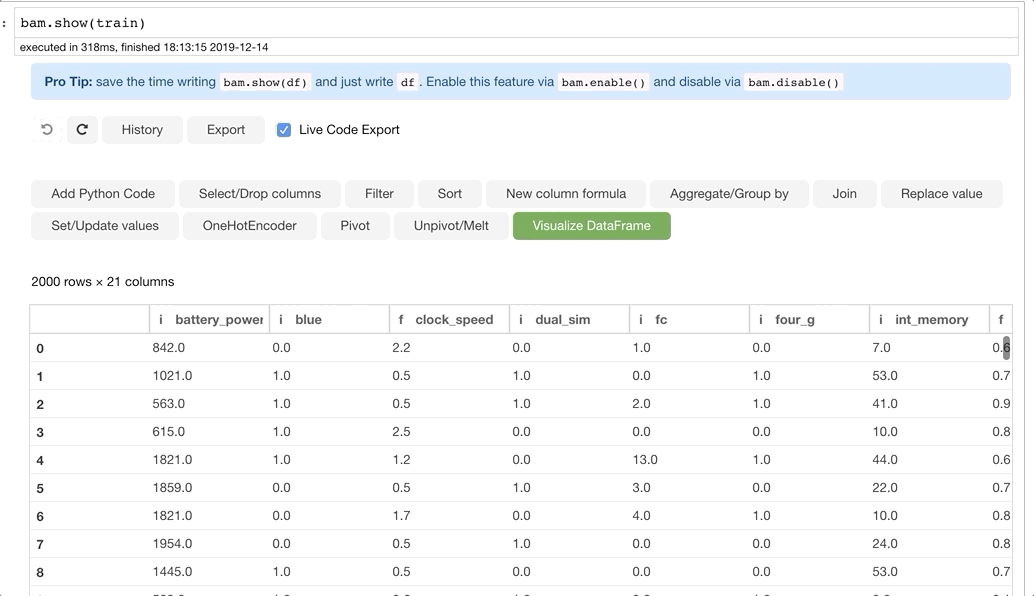 : bam.show(train)
executed in 318ms, finished 18:13:15 2019-12-14
Pro Tip: save the time writing bam.show(df) and just write df . Enable this feature via bam.enable() and disable via bam.disable()
History Export Live Code Export
Add Python Code Select/Drop columns Filter Sort New column formula Aggregate/Group by Join Replace value
Set/Update values OneHotEncoder Pivot Unpivot/Melt Visualize DataFrame
2000 rows × 21 columns
i battery_power i blue f clock_speed i dual_sim i fc i four_g i int_memory f
0 842.0 0.0 2.2 0.0 1.0 0.0 7.0 0.6
1 1021.0 1.0 0.5 1.0 0.0 1.0 53.0 0.7
2 563.0 1.0 0.5 1.0 2.0 1.0 41.0 0.9
3 615.0 1.0 2.5 0.0 0.0 0.0 10.0 0.8
4 1821.0 1.0 1.2 0.0 13.0 1.0 44.0 0.6
5 1859.0 0.0 0.5 1.0 3.0 0.0 22.0 0.7
6 1821.0 0.0 1.7 0.0 4.0 1.0 10.0 0.8
7 1954.0 0.0 0.5 1.0 0.0 0.0 24.0 0.8
8 1445.0 1.0 0.5 0.0 0.0 0.0 53.0 0.7